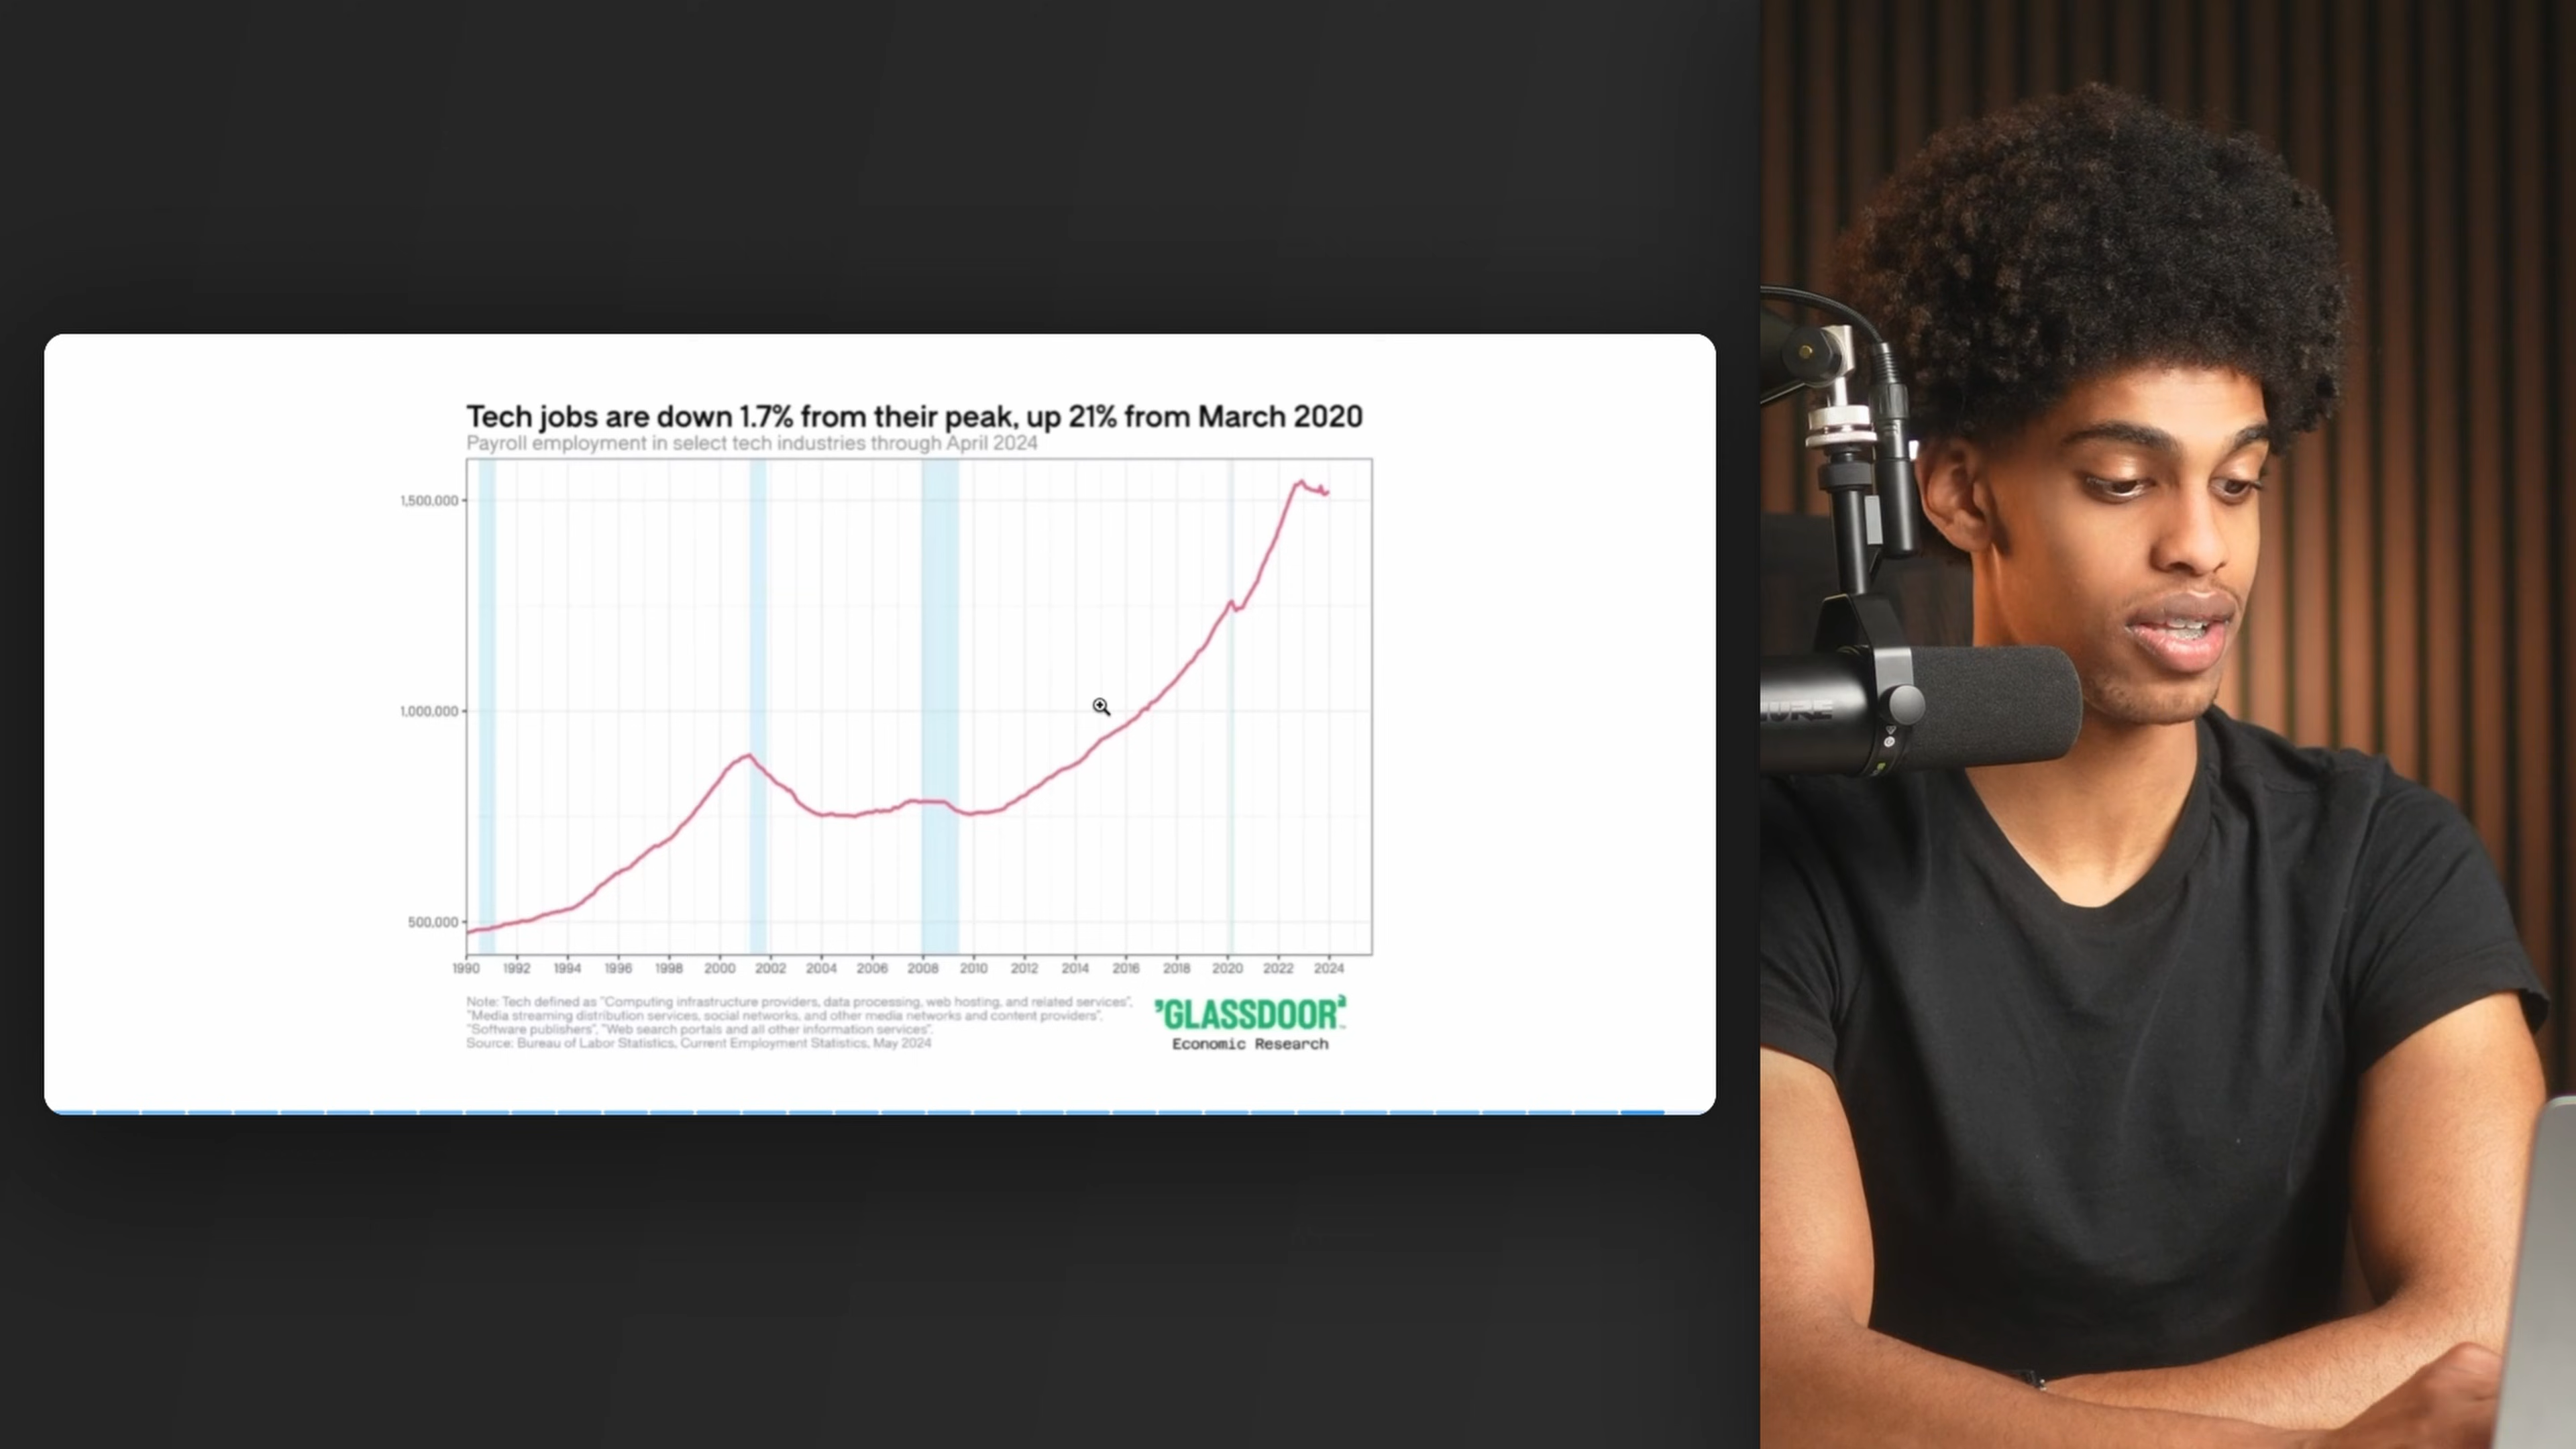 Tech jobs are down 1.7% from their peak, up 21% from March 2020
Payroll employment in select tech industries through April 2024
1,500,000
1,000,000
500,000
1990 1992 1994 1996 1998 2000 2002 2004 2006 2008 2010 2012 2014 2016 2018 2020 2022 2024
Note: Tech defined as "Computing infrastructure providers, data processing, web hosting, and related services",
"Media streaming distribution services, social networks, and other media networks and content providers",
"Software publishers", "Web search portals and all other information services".
Source: Bureau of Labor Statistics, Current Employment Statistics, May 2024
GLASSDOOR
Economic Research